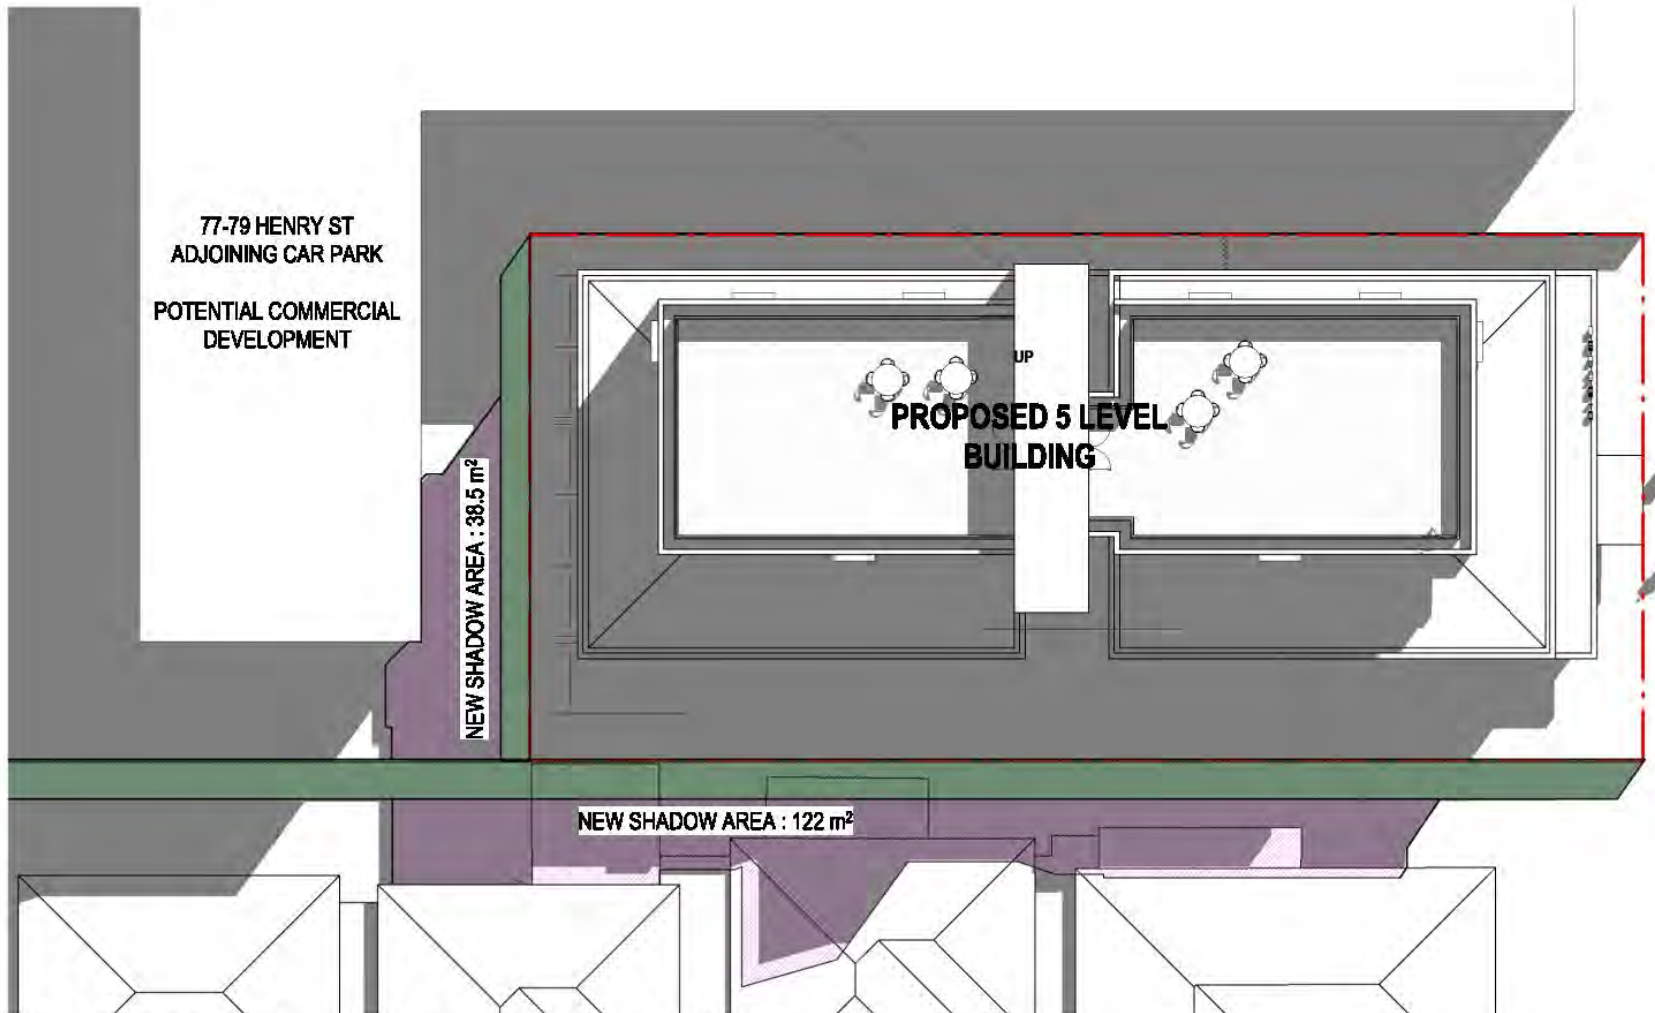 77-79 HENRY ST
ADJOINING CAR PARK
POTENTIAL COMMERCIAL
DEVELOPMENT
UP
PROPOSED 5 LEVEL
BUILDING
NEW SHADOW AREA : 38.5 m²
NEW SHADOW AREA : 122 m²